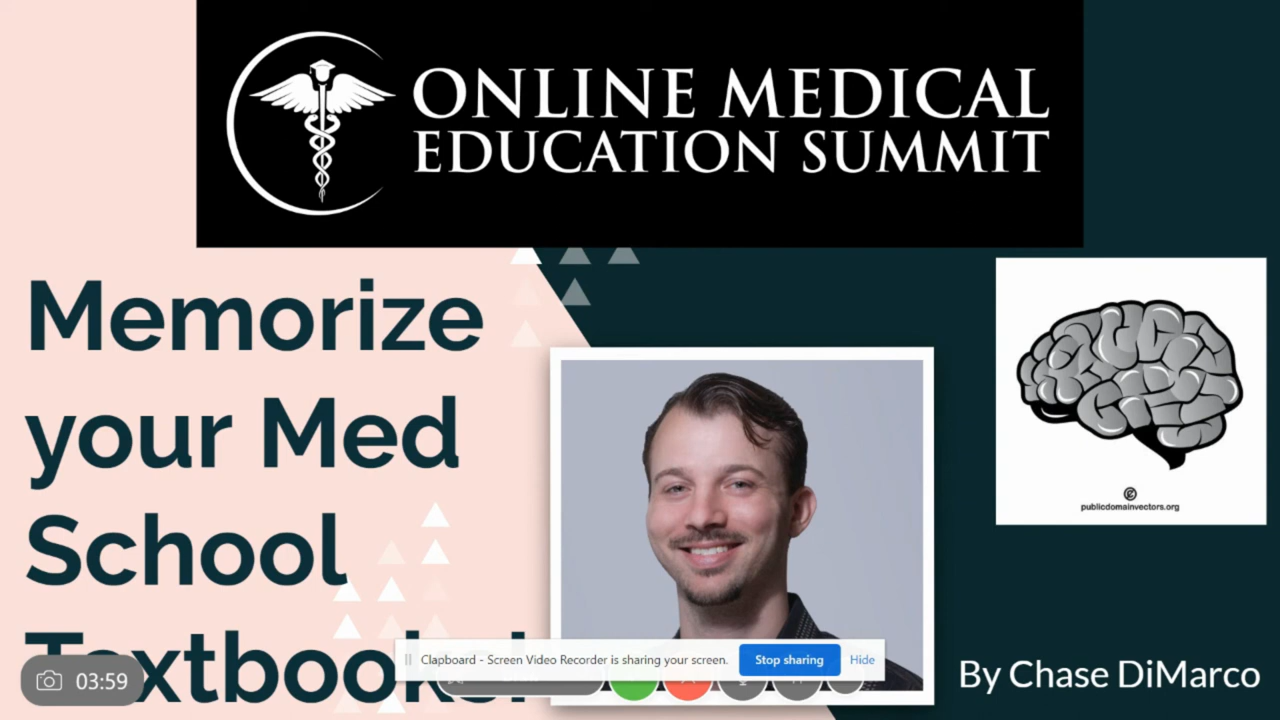 ONLINE MEDICAL
EDUCATION SUMMIT
Memorize
your Med
School
Textbooks!
publicdomainvectors.org
Clapboard - Screen Video Recorder is sharing your screen.
Stop sharing
Hide
03:59
By Chase DiMarco